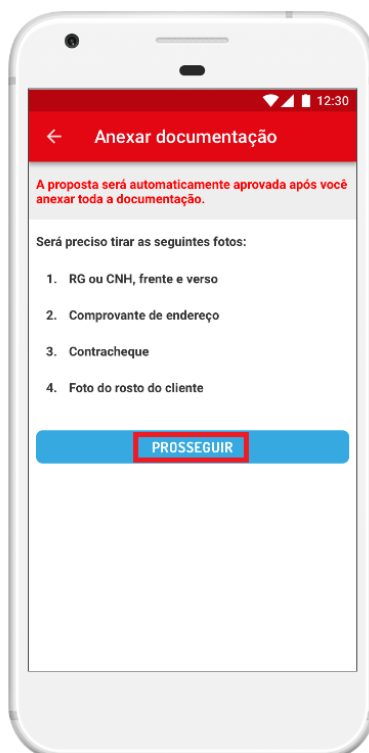 12:30
Anexar documentação
A proposta será automaticamente aprovada após você
anexar toda a documentação.
Será preciso tirar as seguintes fotos:
1. RG ou CNH, frente e verso
2. Comprovante de endereço
3. Contracheque
4. Foto do rosto do cliente
PROSSEGUIR